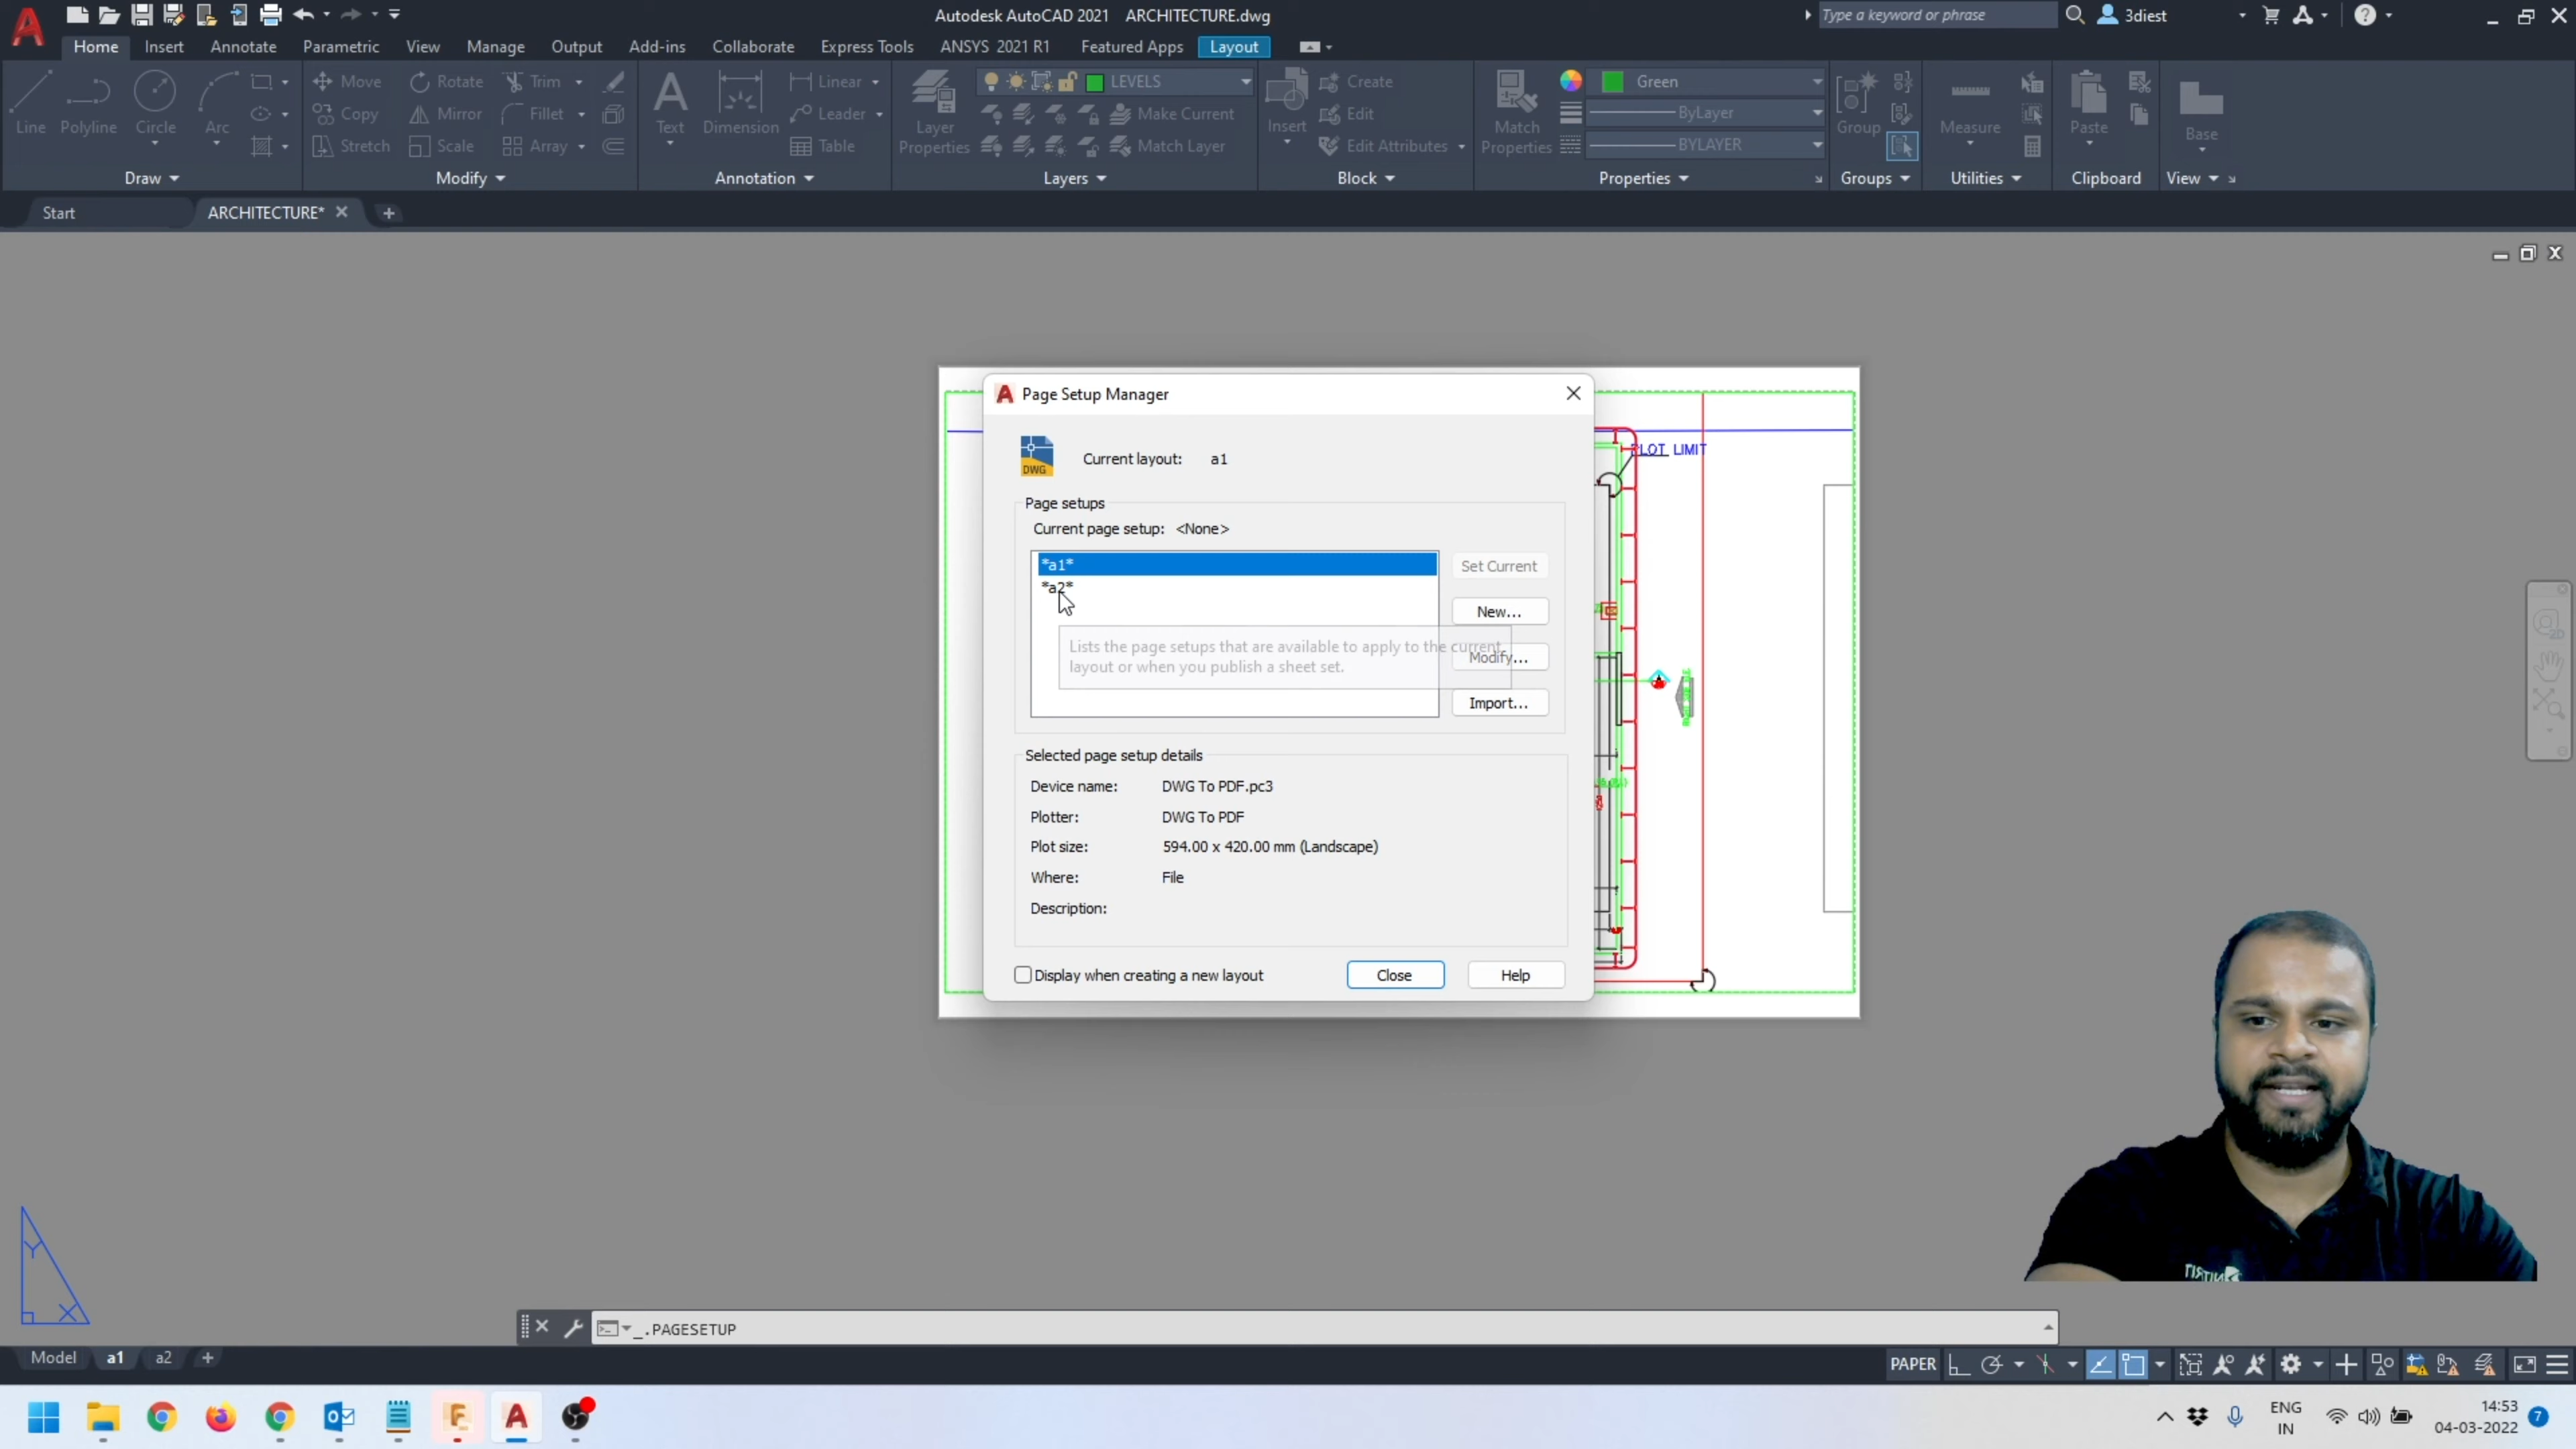 Autodesk AutoCAD 2021 ARCHITECTURE.dwg
Type a keyword or phrase
3diest
Home Insert Annotate Parametric View Manage Output Add-ins Collaborate Express Tools ANSYS 2021 R1 Featured Apps Layout
Line Polyline Circle Arc
Move Rotate Trim
Copy Mirror Fillet
Stretch Scale Array
Text Dimension
Linear
Leader
Table
Layer Properties
LEVELS
Make Current
Match Layer
Insert
Create
Edit
Edit Attributes
Match Properties
Green
ByLayer
BYLAYER
Group
Measure
Paste
Base
Draw Modify Annotation Layers Block Properties Groups Utilities Clipboard View
Start ARCHITECTURE*
Page Setup Manager
DWG
Current layout: a1
Page setups
Current page setup: <None>
*a1*
*a2*
Set Current
New...
Modify...
Import...
Lists the page setups that are available to apply to the current
layout or when you publish a sheet set.
Selected page setup details
Device name: DWG To PDF.pc3
Plotter: DWG To PDF
Plot size: 594.00 x 420.00 mm (Landscape)
Where: File
Description:
Display when creating a new layout
Close
Help
PLOT LIMIT
2D
Y
X
_.PAGESETUP
Model a1 a2
PAPER
ENG
IN
14:53
04-03-2022
7